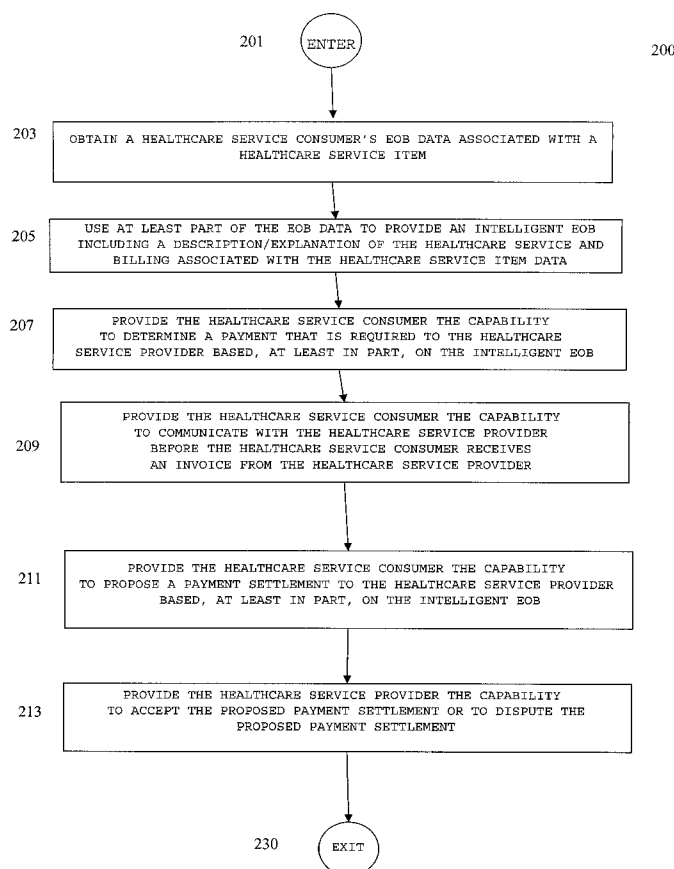 201
ENTER
200
203
OBTAIN A HEALTHCARE SERVICE CONSUMER'S EOB DATA ASSOCIATED WITH A
HEALTHCARE SERVICE ITEM
205
USE AT LEAST PART OF THE EOB DATA TO PROVIDE AN INTELLIGENT EOB
INCLUDING A DESCRIPTION/EXPLANATION OF THE HEALTHCARE SERVICE AND
BILLING ASSOCIATED WITH THE HEALTHCARE SERVICE ITEM DATA
207
PROVIDE THE HEALTHCARE SERVICE CONSUMER THE CAPABILITY
TO DETERMINE A PAYMENT THAT IS REQUIRED TO THE HEALTHCARE
SERVICE PROVIDER BASED, AT LEAST IN PART, ON THE INTELLIGENT EOB
209
PROVIDE THE HEALTHCARE SERVICE CONSUMER THE CAPABILITY
TO COMMUNICATE WITH THE HEALTHCARE SERVICE PROVIDER
BEFORE THE HEALTHCARE SERVICE CONSUMER RECEIVES
AN INVOICE FROM THE HEALTHCARE SERVICE PROVIDER
211
PROVIDE THE HEALTHCARE SERVICE CONSUMER THE CAPABILITY
TO PROPOSE A PAYMENT SETTLEMENT TO THE HEALTHCARE SERVICE PROVIDER
BASED, AT LEAST IN PART, ON THE INTELLIGENT EOB
213
PROVIDE THE HEALTHCARE SERVICE PROVIDER THE CAPABILITY
TO ACCEPT THE PROPOSED PAYMENT SETTLEMENT OR TO DISPUTE THE
PROPOSED PAYMENT SETTLEMENT
230
EXIT